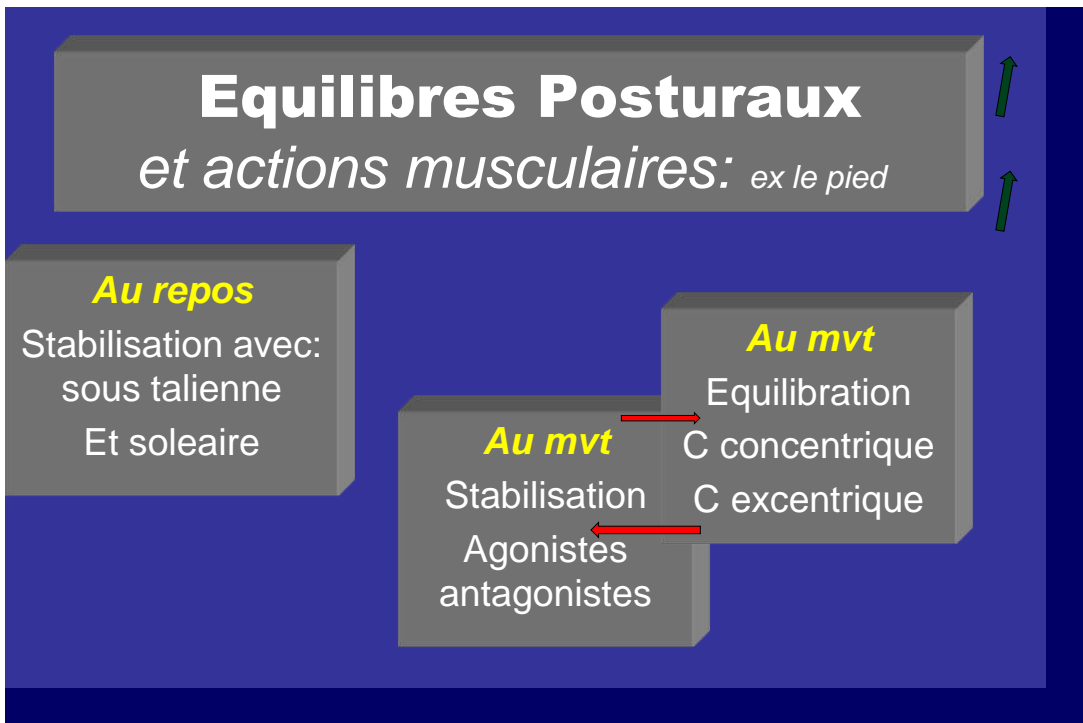 Equilibres Posturaux
et actions musculaires: ex le pied
Au repos
Stabilisation avec:
sous talienne
Et soleaire
Au mvt
Stabilisation
Agonistes
antagonistes
Au mvt
Equilibration
C concentrique
C excentrique